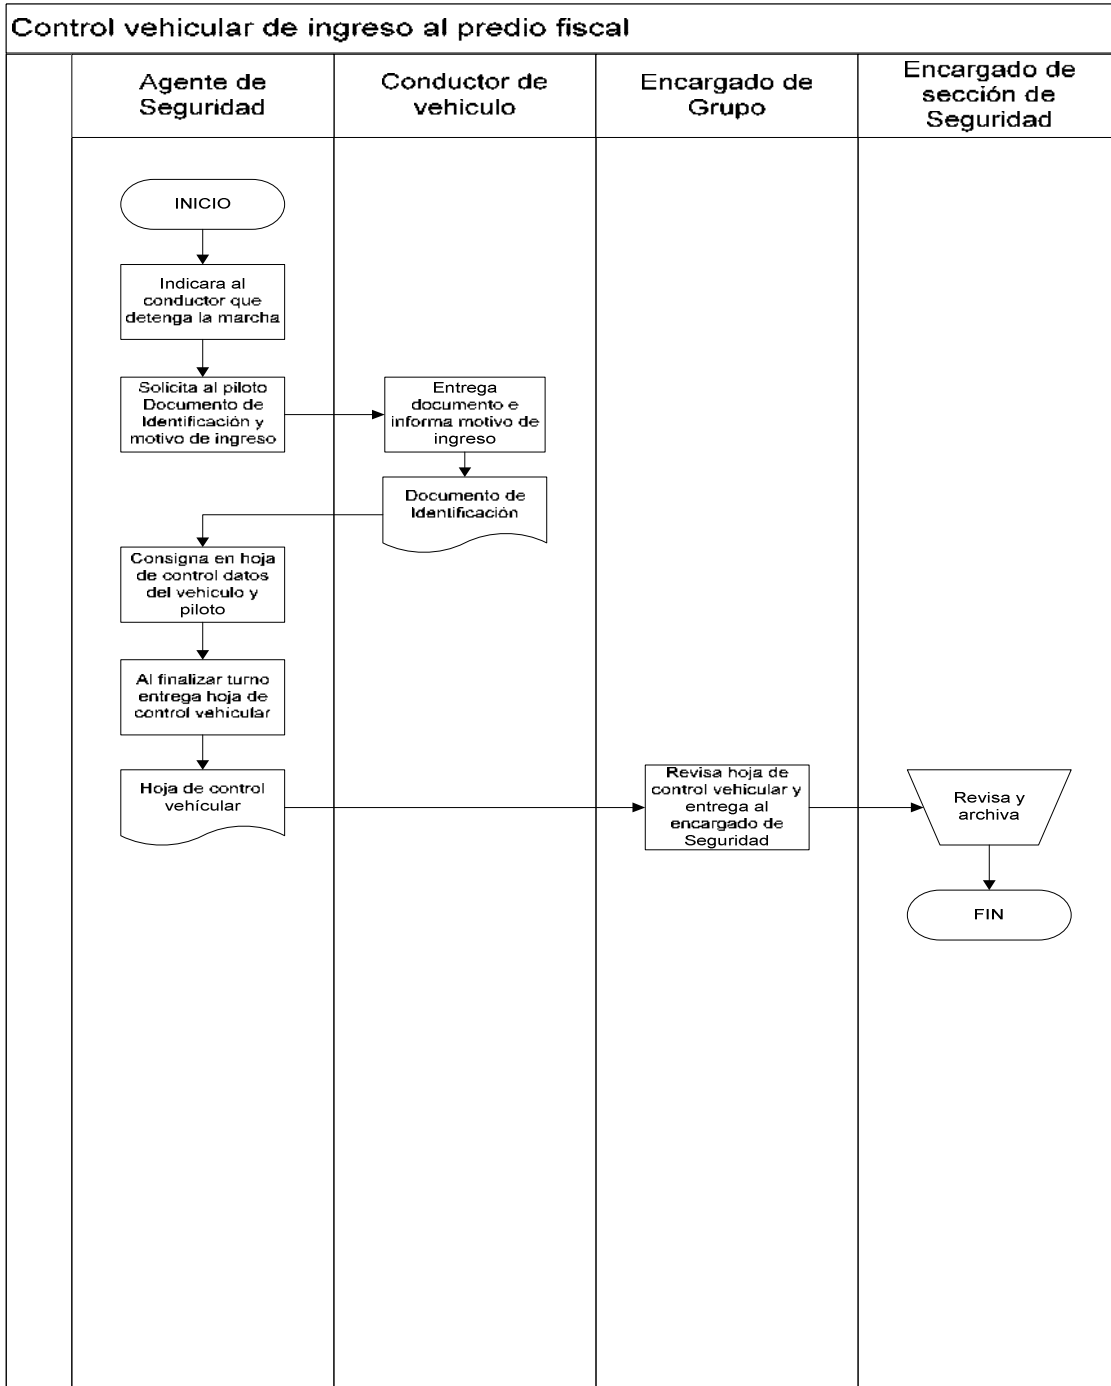 Control vehicular de ingreso al predio fiscal
Agente de
Seguridad
Conductor de
vehiculo
Encargado de
Grupo
Encargado de
sección de
Seguridad
INICIO
Indicara al
conductor que
detenga la marcha
Solicita al piloto
Documento de
Identificación y
motivo de ingreso
Entrega
documento e
informa motivo de
ingreso
Documento de
Identificación
Consigna en hoja
de control datos
del vehiculo y
piloto
Al finalizar turno
entrega hoja de
control vehicular
Hoja de control
vehícular
Revisa hoja de
control vehicular y
entrega al
encargado de
Seguridad
Revisa y
archiva
FIN